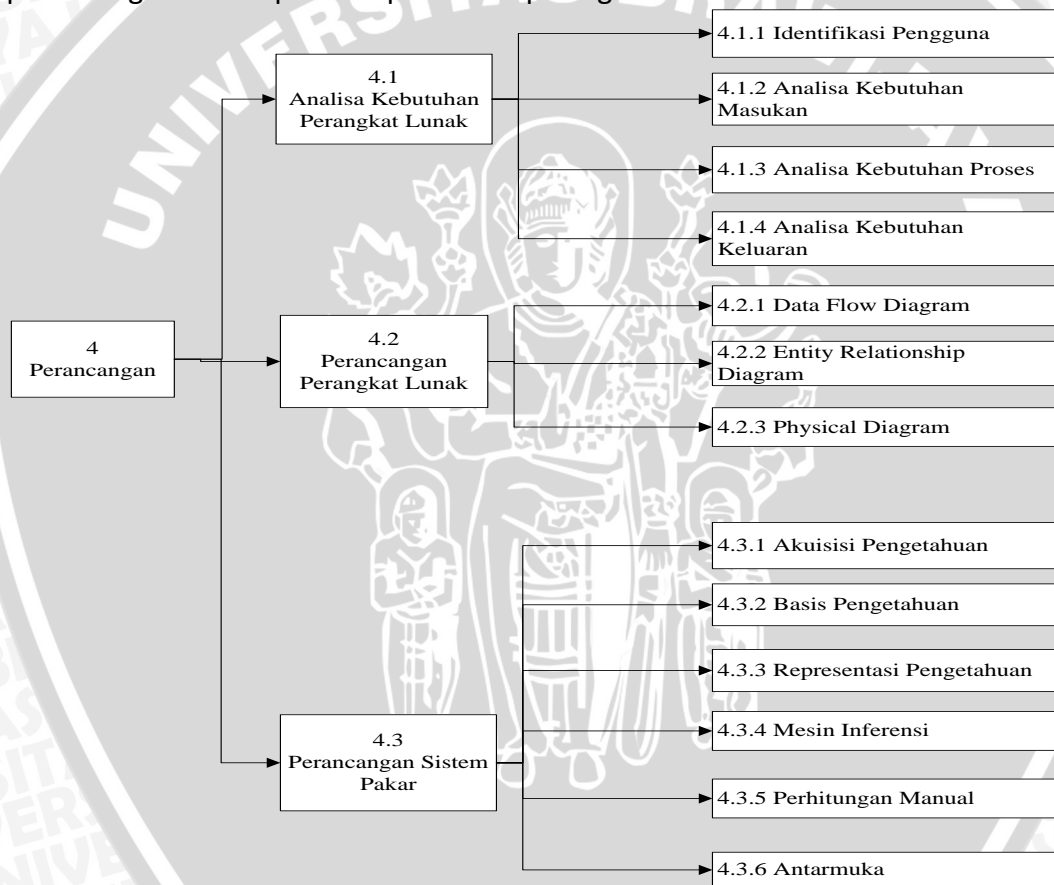 4
Perancangan
4.1
Analisa Kebutuhan
Perangkat Lunak
4.1.1 Identifikasi Pengguna
4.1.2 Analisa Kebutuhan
Masukan
4.1.3 Analisa Kebutuhan Proses
4.1.4 Analisa Kebutuhan
Keluaran
4.2
Perancangan
Perangkat Lunak
4.2.1 Data Flow Diagram
4.2.2 Entity Relationship
Diagram
4.2.3 Physical Diagram
4.3
Perancangan Sistem
Pakar
4.3.1 Akuisisi Pengetahuan
4.3.2 Basis Pengetahuan
4.3.3 Representasi Pengetahuan
4.3.4 Mesin Inferensi
4.3.5 Perhitungan Manual
4.3.6 Antarmuka